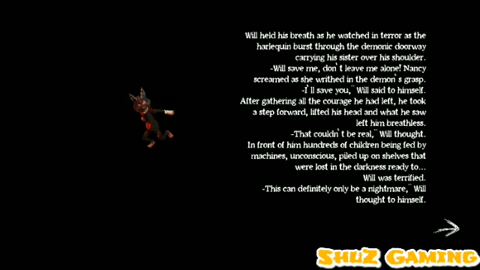 Will held his breath as he watched in terror as the
harlequin burst through the demonic doorway
carrying his sister over his shoulder.
-Will save me, don't leave me alone! Nancy
screamed as she writhed in the demon's grasp.
-I'll save you," Will said to himself.
After gathering all the courage he had left, he took
a step forward, lifted his head and what he saw
left him breathless.
-That couldn't be real," Will thought.
In front of him hundreds of children being fed by
machines, unconscious, piled up on shelves that
were lost in the darkness ready to...
Will was terrified.
-This can definitely only be a nightmare," Will
thought to himself.
ShuZ Gaming